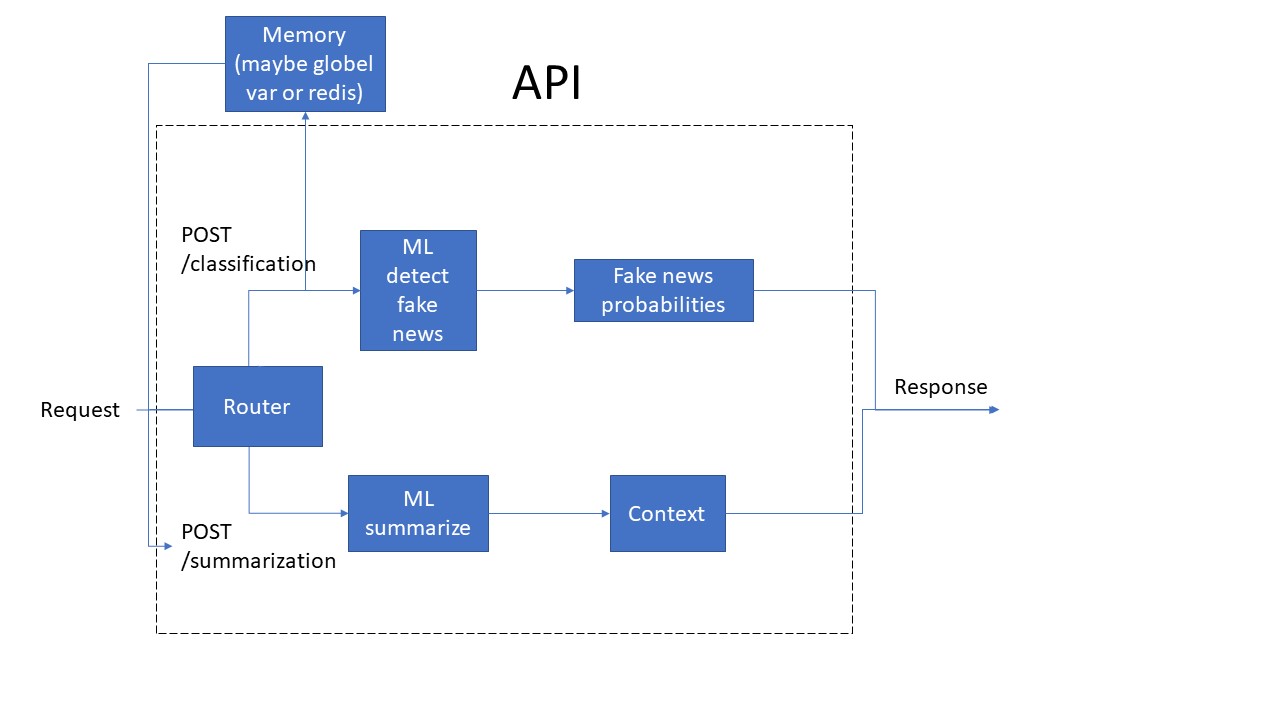 Memory
(maybe globel
var or redis)
API
POST
/classification
ML
detect
fake
news
Fake news
probabilities
Request
Router
Response
ML
summarize
Context
POST
/summarization